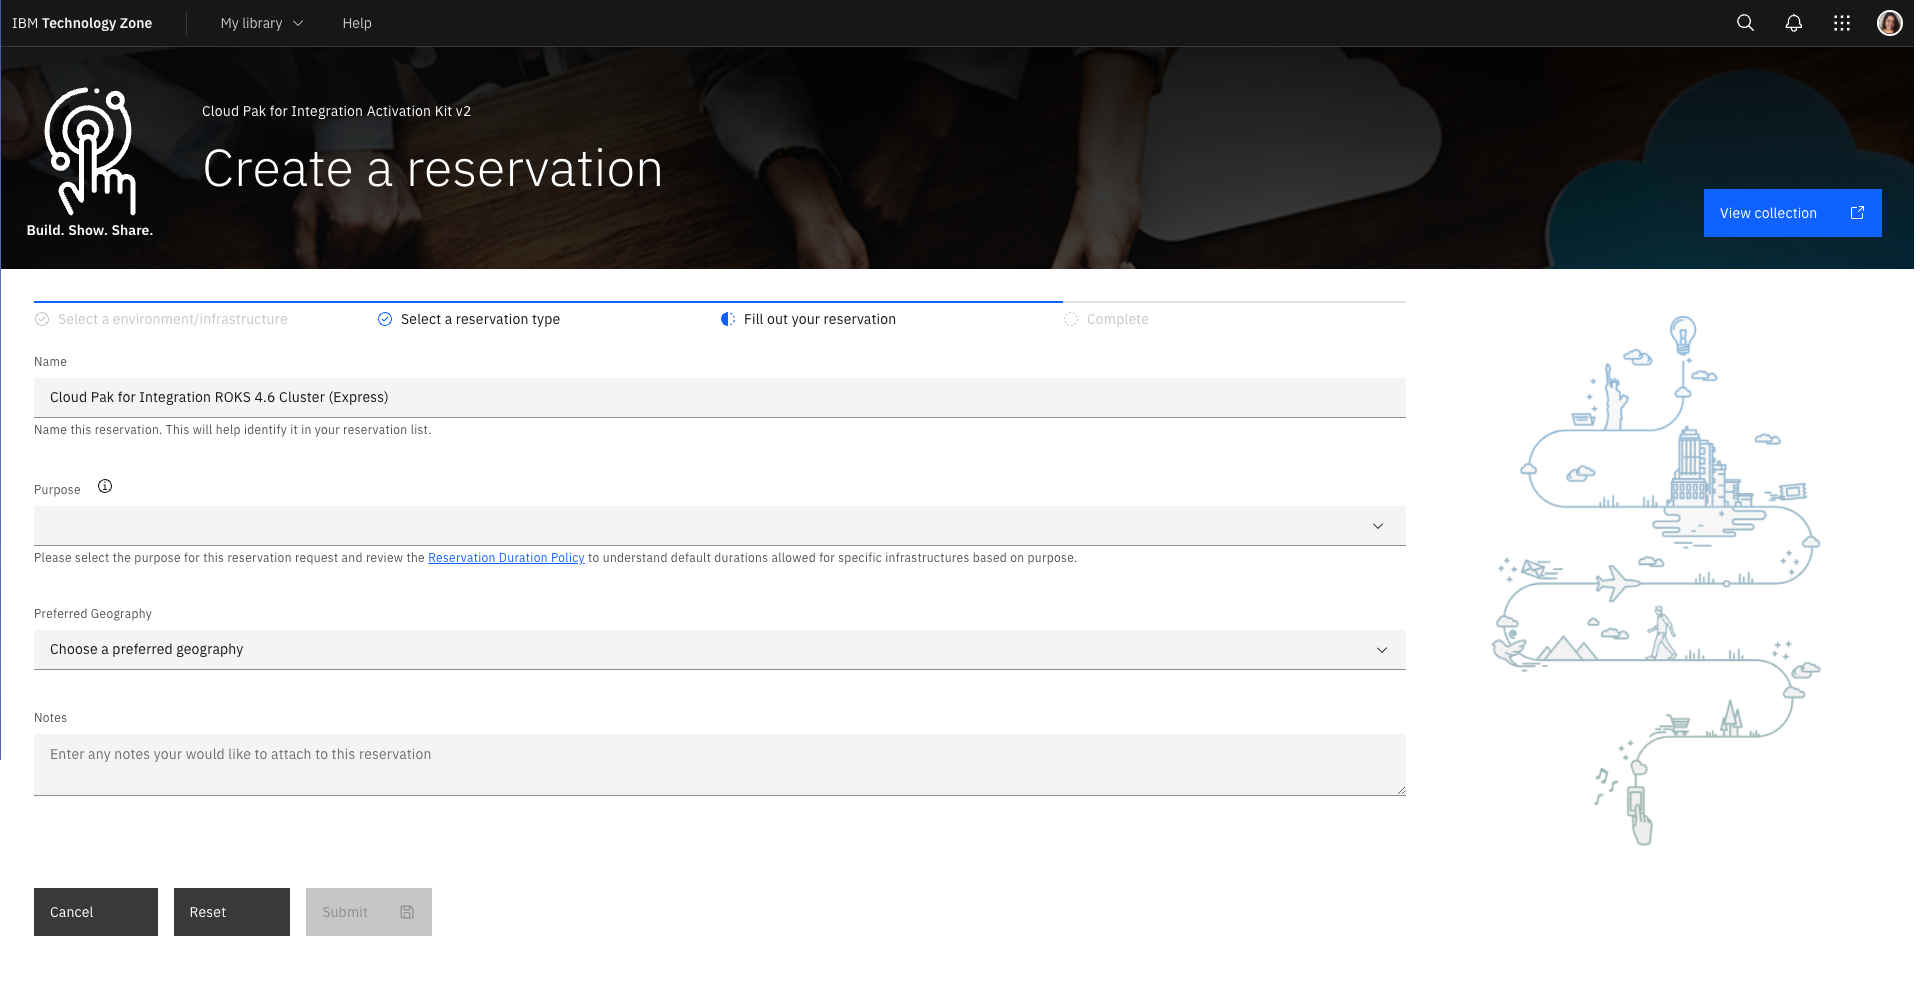 IBM Technology Zone
My library
Help
Cloud Pak for Integration Activation Kit v2
Create a reservation
Build. Show. Share.
View collection
Select a environment/infrastructure
Select a reservation type
Fill out your reservation
Complete
Name
Cloud Pak for Integration ROKS 4.6 Cluster (Express)
Name this reservation. This will help identify it in your reservation list.
Purpose
Please select the purpose for this reservation request and review the Reservation Duration Policy to understand default durations allowed for specific infrastructures based on purpose.
Preferred Geography
Choose a preferred geography
Notes
Enter any notes your would like to attach to this reservation
Cancel
Reset
Submit